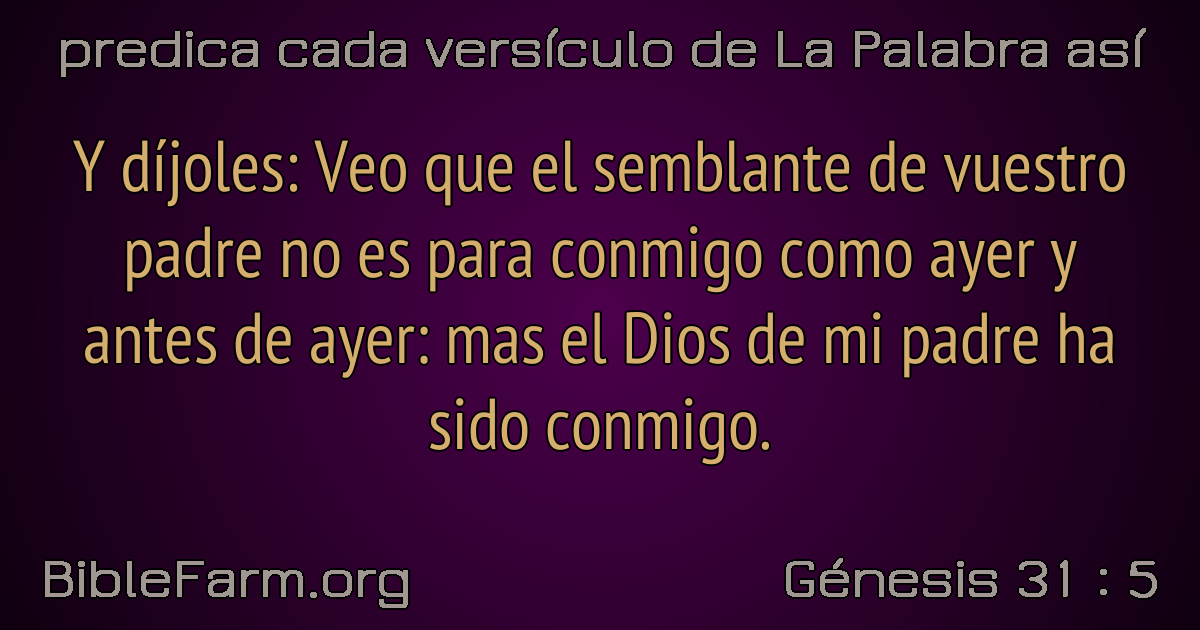 predica cada versículo de La Palabra así
Y díjoles: Veo que el semblante de vuestro
padre no es para conmigo como ayer y
antes de ayer: mas el Dios de mi padre ha
sido conmigo.
BibleFarm.org
Génesis 31 : 5